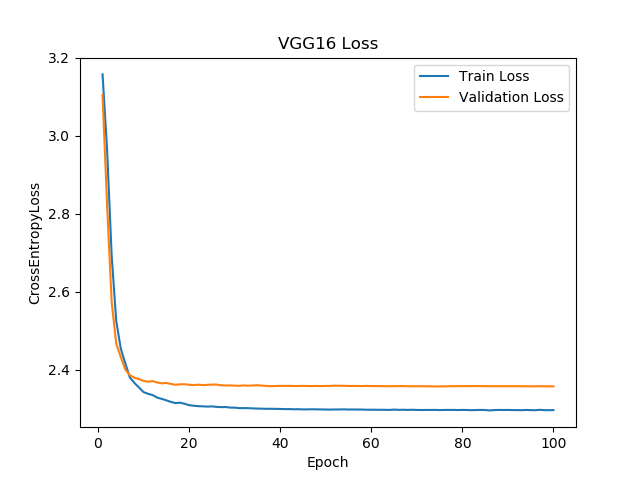 VGG16 Loss
3.2
3.0
2.8
2.6
2.4
CrossEntropyLoss
Train Loss
Validation Loss
0
20
40
60
80
100
Epoch